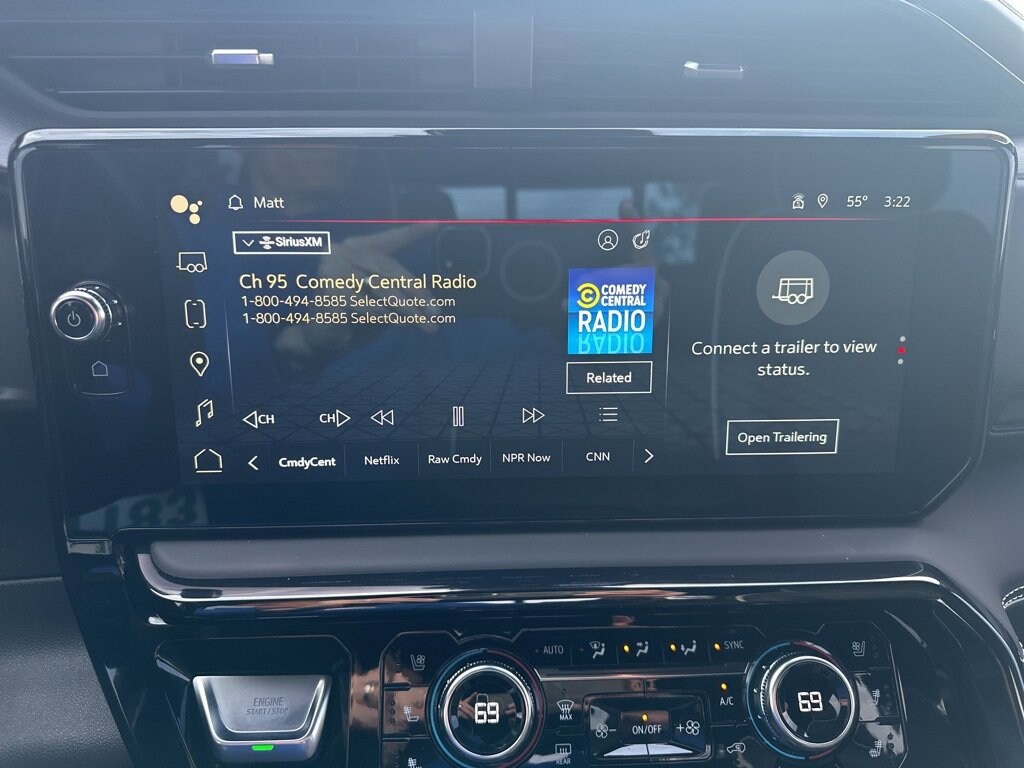 Matt
55° 3:22
SiriusXM
Ch 95 Comedy Central Radio
1-800-494-8585 SelectQuote.com
1-800-494-8585 SelectQuote.com
COMEDY
CENTRAL
RADIO
Related
Connect a trailer to view
status.
Open Trailering
CH CH
CmdyCent Netflix Raw Cmdy NPR Now CNN
AUTO SYNC
ENGINE
START/STOP
69 MAX ON/OFF A/C 69
REAR